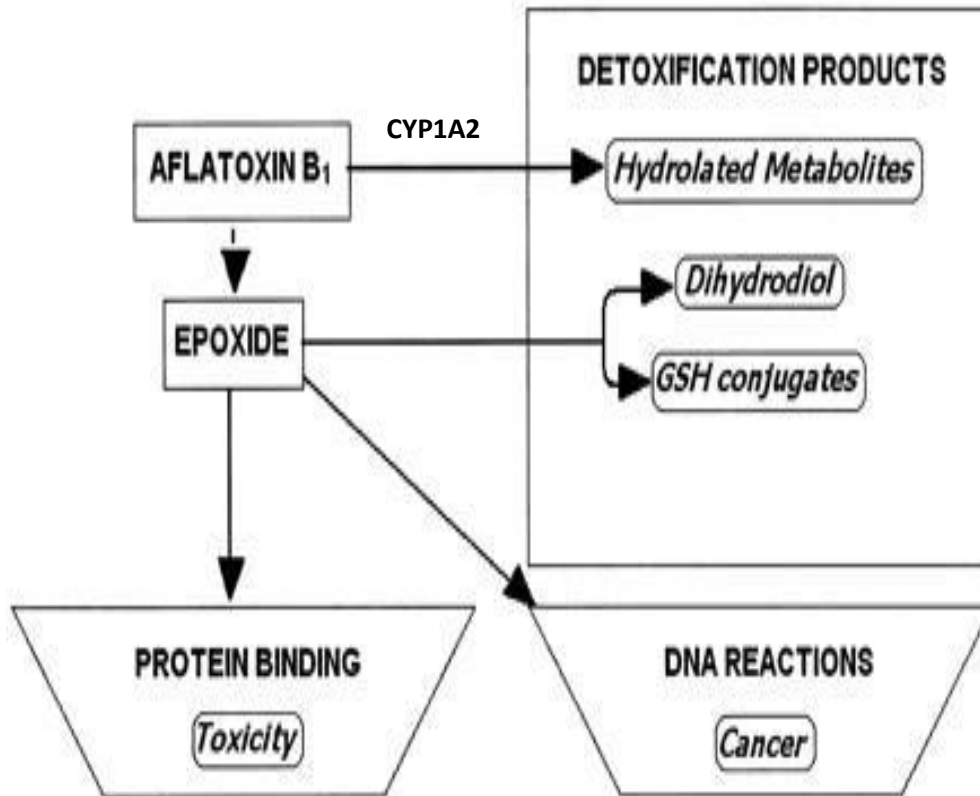 DETOXIFICATION PRODUCTS
CYP1A2
AFLATOXIN B₁
Hydrolated Metabolites
Dihydrodiol
EPOXIDE
GSH conjugates
PROTEIN BINDING
Toxicity
DNA REACTIONS
Cancer